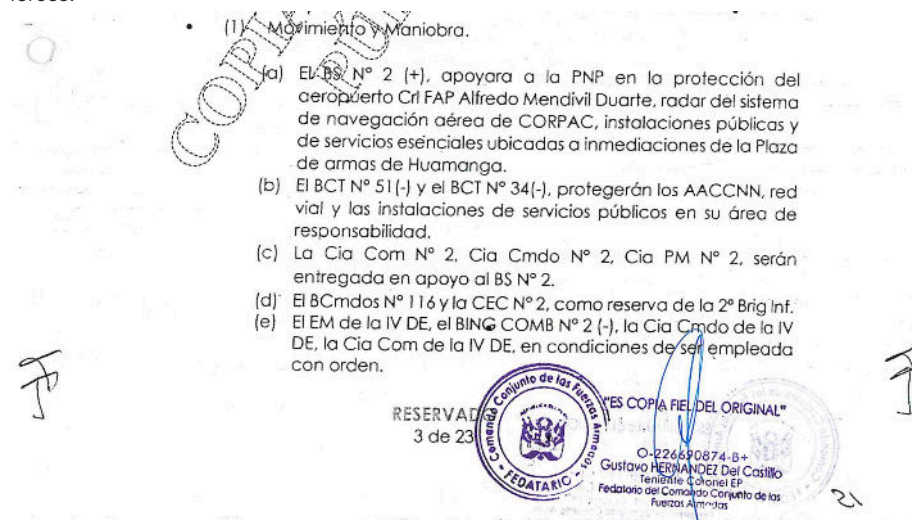 • (1) Movimiento y Maniobra.
(a) El BS N° 2 (+), apoyara a la PNP en la protección del
aeropuerto Crl FAP Alfredo Mendivil Duarte, radar del sistema
de navegación aérea de CORPAC, instalaciones públicas y
de servicios esenciales ubicadas a inmediaciones de la Plaza
de armas de Huamanga.
(b) El BCT N° 51(-) y el BCT N° 34(-), protegerán los AACCNN, red
vial y las instalaciones de servicios públicos en su área de
responsabilidad.
(c) La Cia Com N° 2, Cia Cmdo N° 2, Cia PM N° 2, serán
entregada en apoyo al BS N° 2.
(d) El BCmdos N° 116 y la CEC N° 2, como reserva de la 2° Brig Inf.
(e) El EM de la IV DE, el BING COMB N° 2 (-), la Cia Cmdo de la IV
DE, la Cia Com de la IV DE, en condiciones de ser empleada
con orden.
COPIA
RESERVADO
3 de 23
Comando Conjunto de las Fuerzas Armadas
- FEDATARIO -
"ES COPIA FIEL DEL ORIGINAL"
O-226690874-B+
Gustavo HERNANDEZ Del Castillo
Teniente Coronel EP
Fedatario del Comando Conjunto de las
Fuerzas Armadas
21